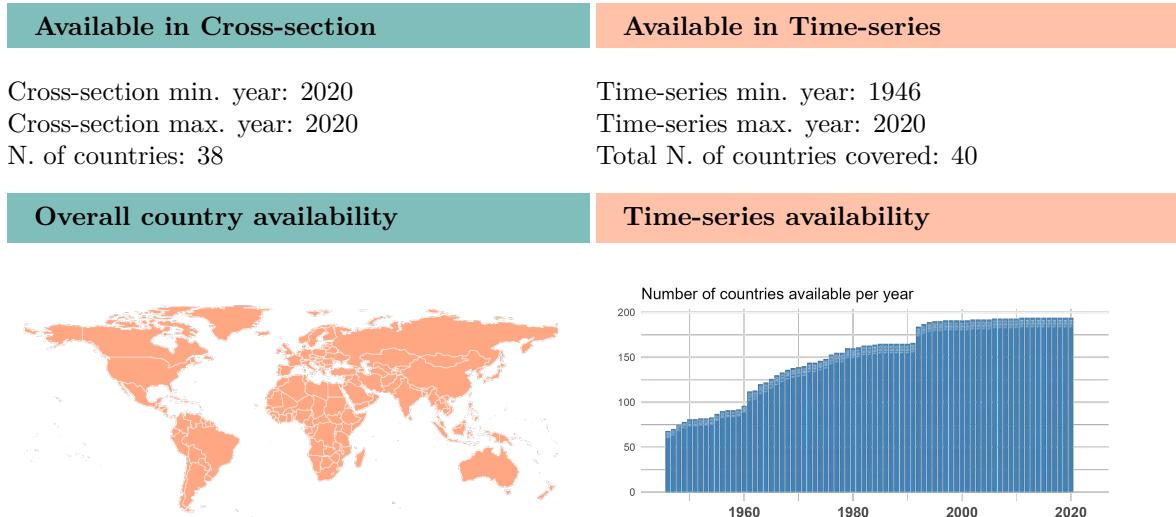 Available in Cross-section
Available in Time-series
Cross-section min. year: 2020
Cross-section max. year: 2020
N. of countries: 38
Time-series min. year: 1946
Time-series max. year: 2020
Total N. of countries covered: 40
Overall country availability
Time-series availability
Number of countries available per year
200
150
100
50
0
1960 1980 2000 2020